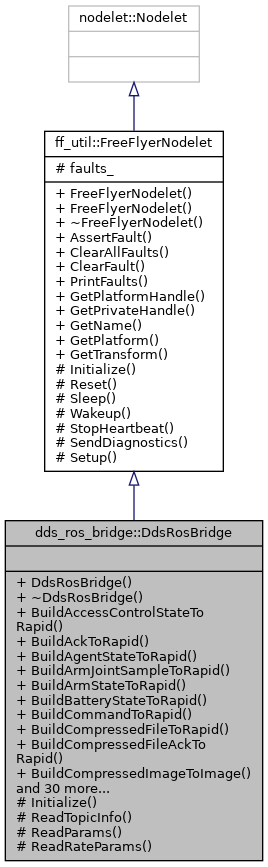 nodelet::Nodelet
ff_util::FreeFlyerNodelet
# faults_
+ FreeFlyerNodelet()
+ FreeFlyerNodelet()
+ ~FreeFlyerNodelet()
+ AssertFault()
+ ClearAllFaults()
+ ClearFault()
+ PrintFaults()
+ GetPlatformHandle()
+ GetPrivateHandle()
+ GetName()
+ GetPlatform()
+ GetTransform()
# Initialize()
# Reset()
# Sleep()
# Wakeup()
# StopHeartbeat()
# SendDiagnostics()
# Setup()
dds_ros_bridge::DdsRosBridge
+ DdsRosBridge()
+ ~DdsRosBridge()
+ BuildAccessControlStateTo
Rapid()
+ BuildAckToRapid()
+ BuildAgentStateToRapid()
+ BuildArmJointSampleToRapid()
+ BuildArmStateToRapid()
+ BuildBatteryStateToRapid()
+ BuildCommandToRapid()
+ BuildCompressedFileToRapid()
+ BuildCompressedFileAckTo
Rapid()
+ BuildCompressedImageToImage()
and 30 more...
# Initialize()
# ReadTopicInfo()
# ReadParams()
# ReadRateParams()